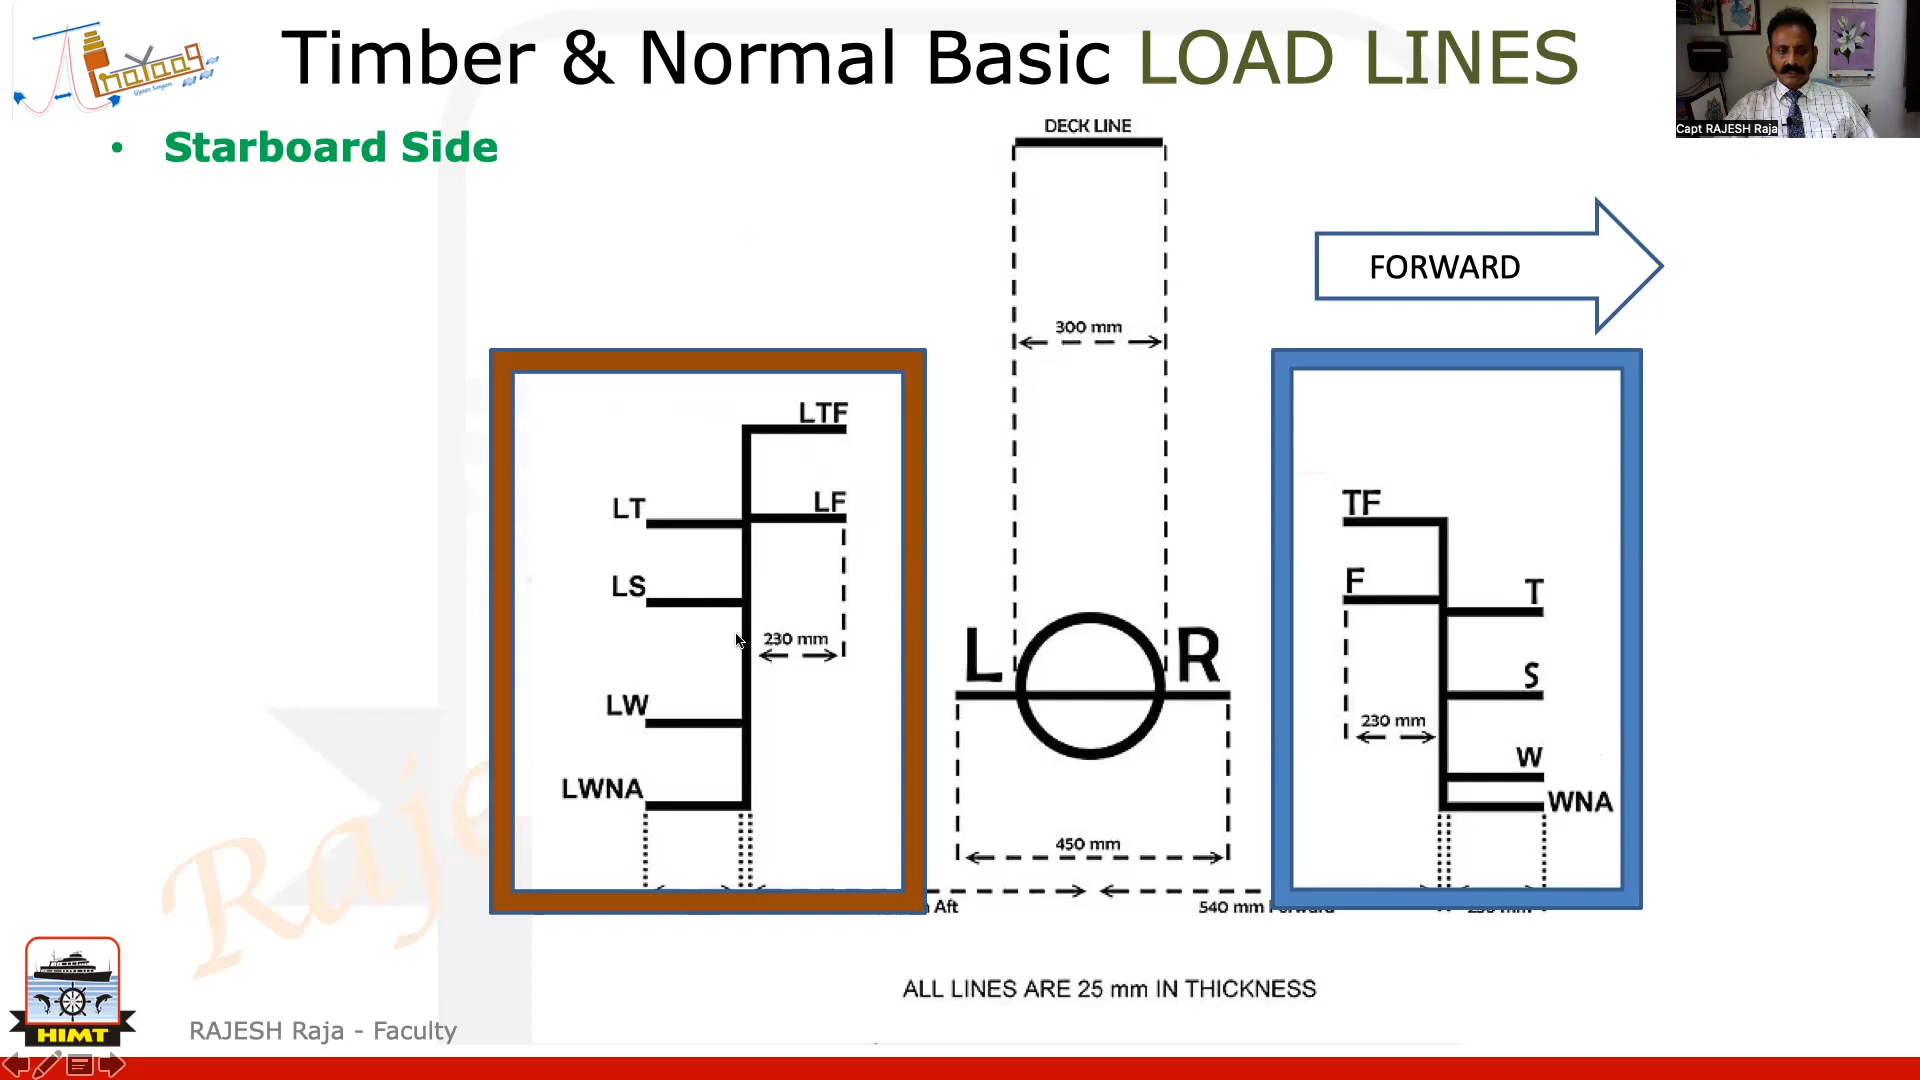 Timber & Normal Basic LOAD LINES
Capt RAJESH Raja
• Starboard Side
DECK LINE
FORWARD
300 mm
LTF
LF
LT
LS
230 mm
LW
LWNA
L R
450 mm
TF
F
T
S
230 mm
W
WNA
Aft
540 mm Forward
ALL LINES ARE 25 mm IN THICKNESS
HIMT
RAJESH Raja - Faculty